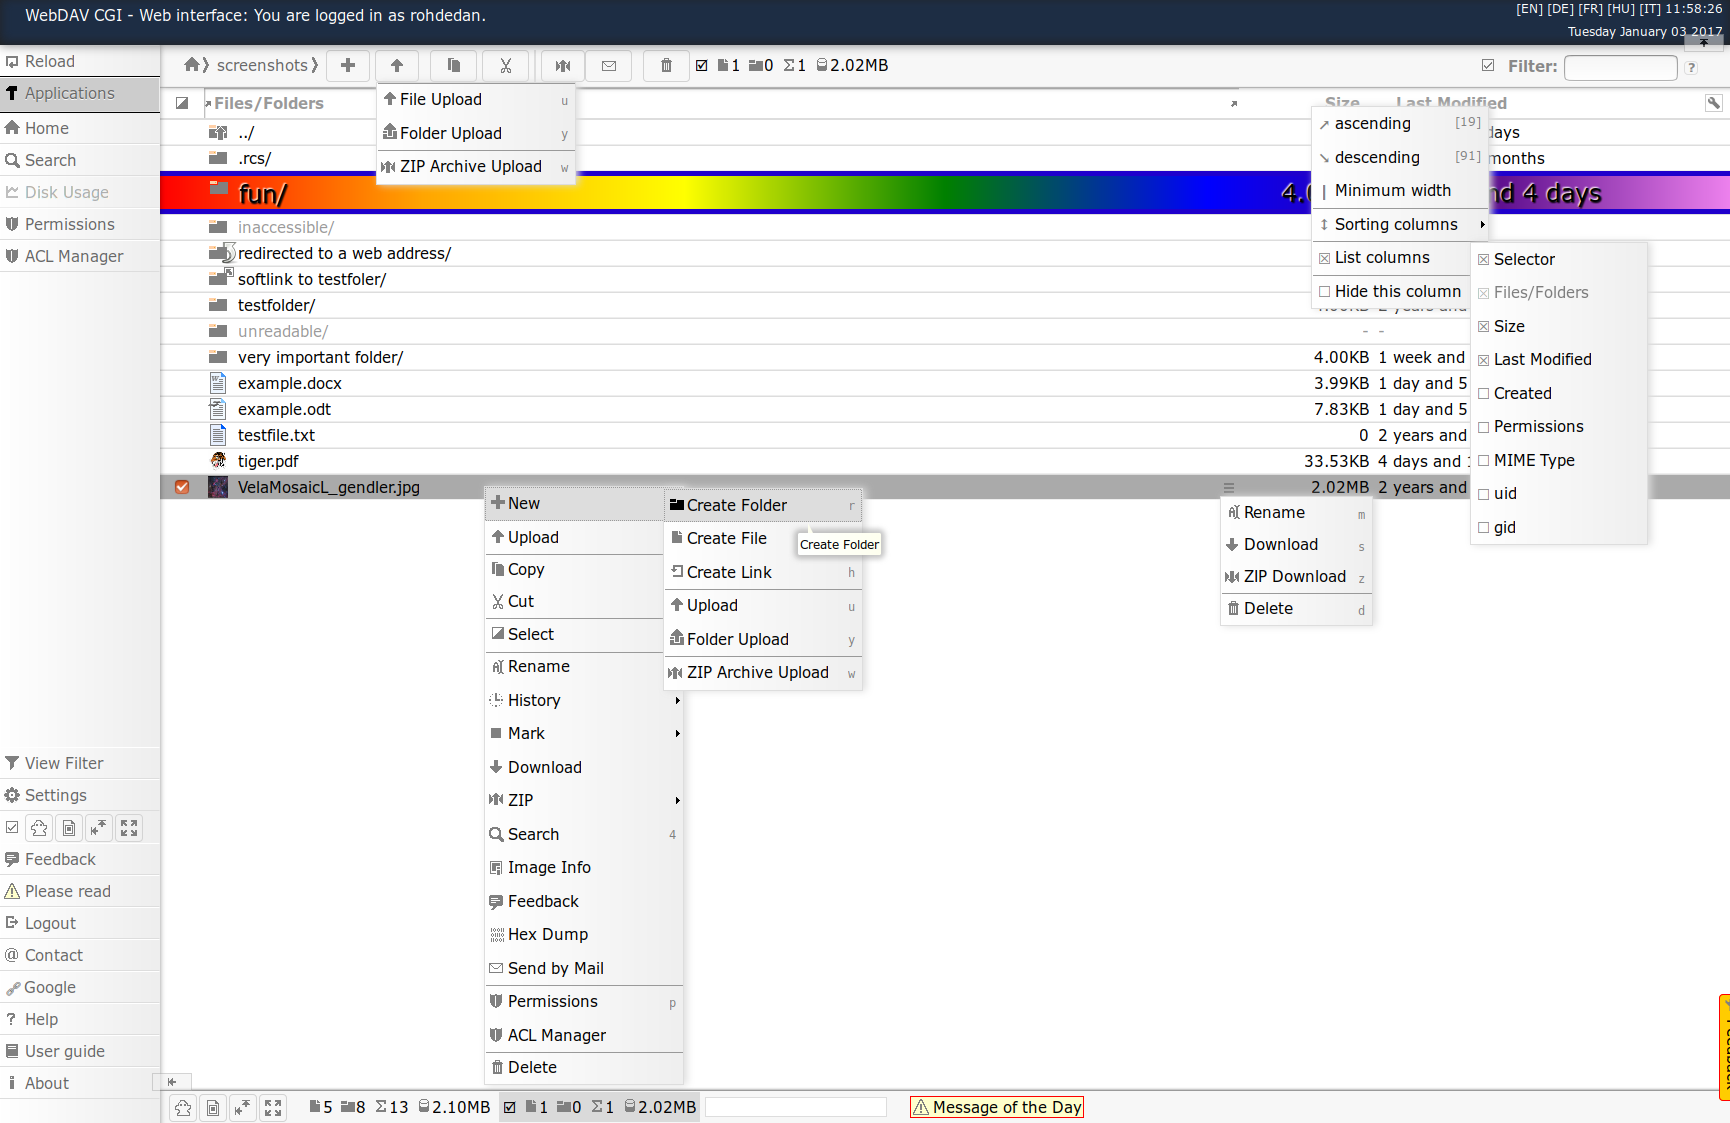 WebDAV CGI - Web interface: You are logged in as rohdedan.
[EN] [DE] [FR] [HU] [IT] 11:58:26
Tuesday January 03 2017
Reload
Applications
Home
Search
Disk Usage
Permissions
ACL Manager
View Filter
Settings
Feedback
Please read
Logout
Contact
Google
Help
User guide
About
screenshots
1 0 Σ1 2.02MB
Filter:
?
File Upload u
Folder Upload y
ZIP Archive Upload w
Files/Folders Size Last Modified
../ days
.rcs/ months
fun/ nd 4 days
inaccessible/
redirected to a web address/
softlink to testfoler/
testfolder/
unreadable/ - -
very important folder/ 4.00KB 1 week and
example.docx 3.99KB 1 day and 5
example.odt 7.83KB 1 day and 5
testfile.txt 0 2 years and
tiger.pdf 33.53KB 4 days and
VelaMosaicL_gendler.jpg 2.02MB 2 years and
ascending [19]
descending [91]
Minimum width
Sorting columns
List columns
Hide this column
Selector
Files/Folders
Size
Last Modified
Created
Permissions
MIME Type
uid
gid
New
Upload
Copy
Cut
Select
Rename
History
Mark
Download
ZIP
Search 4
Image Info
Feedback
Hex Dump
Send by Mail
Permissions p
ACL Manager
Delete
Create Folder r
Create File
Create Link h
Upload u
Folder Upload y
ZIP Archive Upload w
Create Folder
Rename m
Download s
ZIP Download z
Delete d
5 8 Σ13 2.10MB
1 0 Σ1 2.02MB
Message of the Day